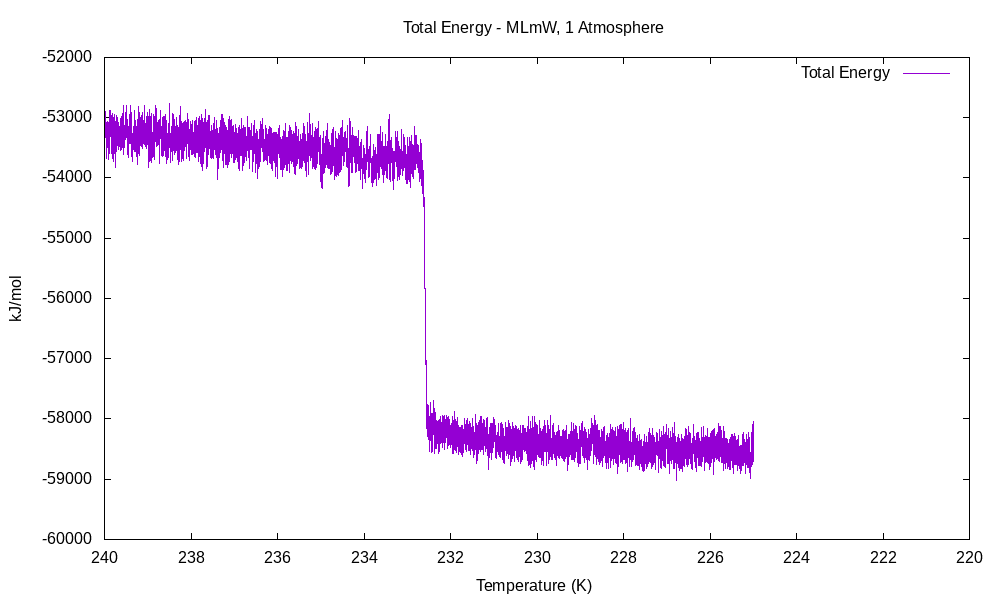 Total Energy - MLmW, 1 Atmosphere
Total Energy
-52000
-53000
-54000
-55000
-56000
-57000
-58000
-59000
-60000
kJ/mol
240 238 236 234 232 230 228 226 224 222 220
Temperature (K)